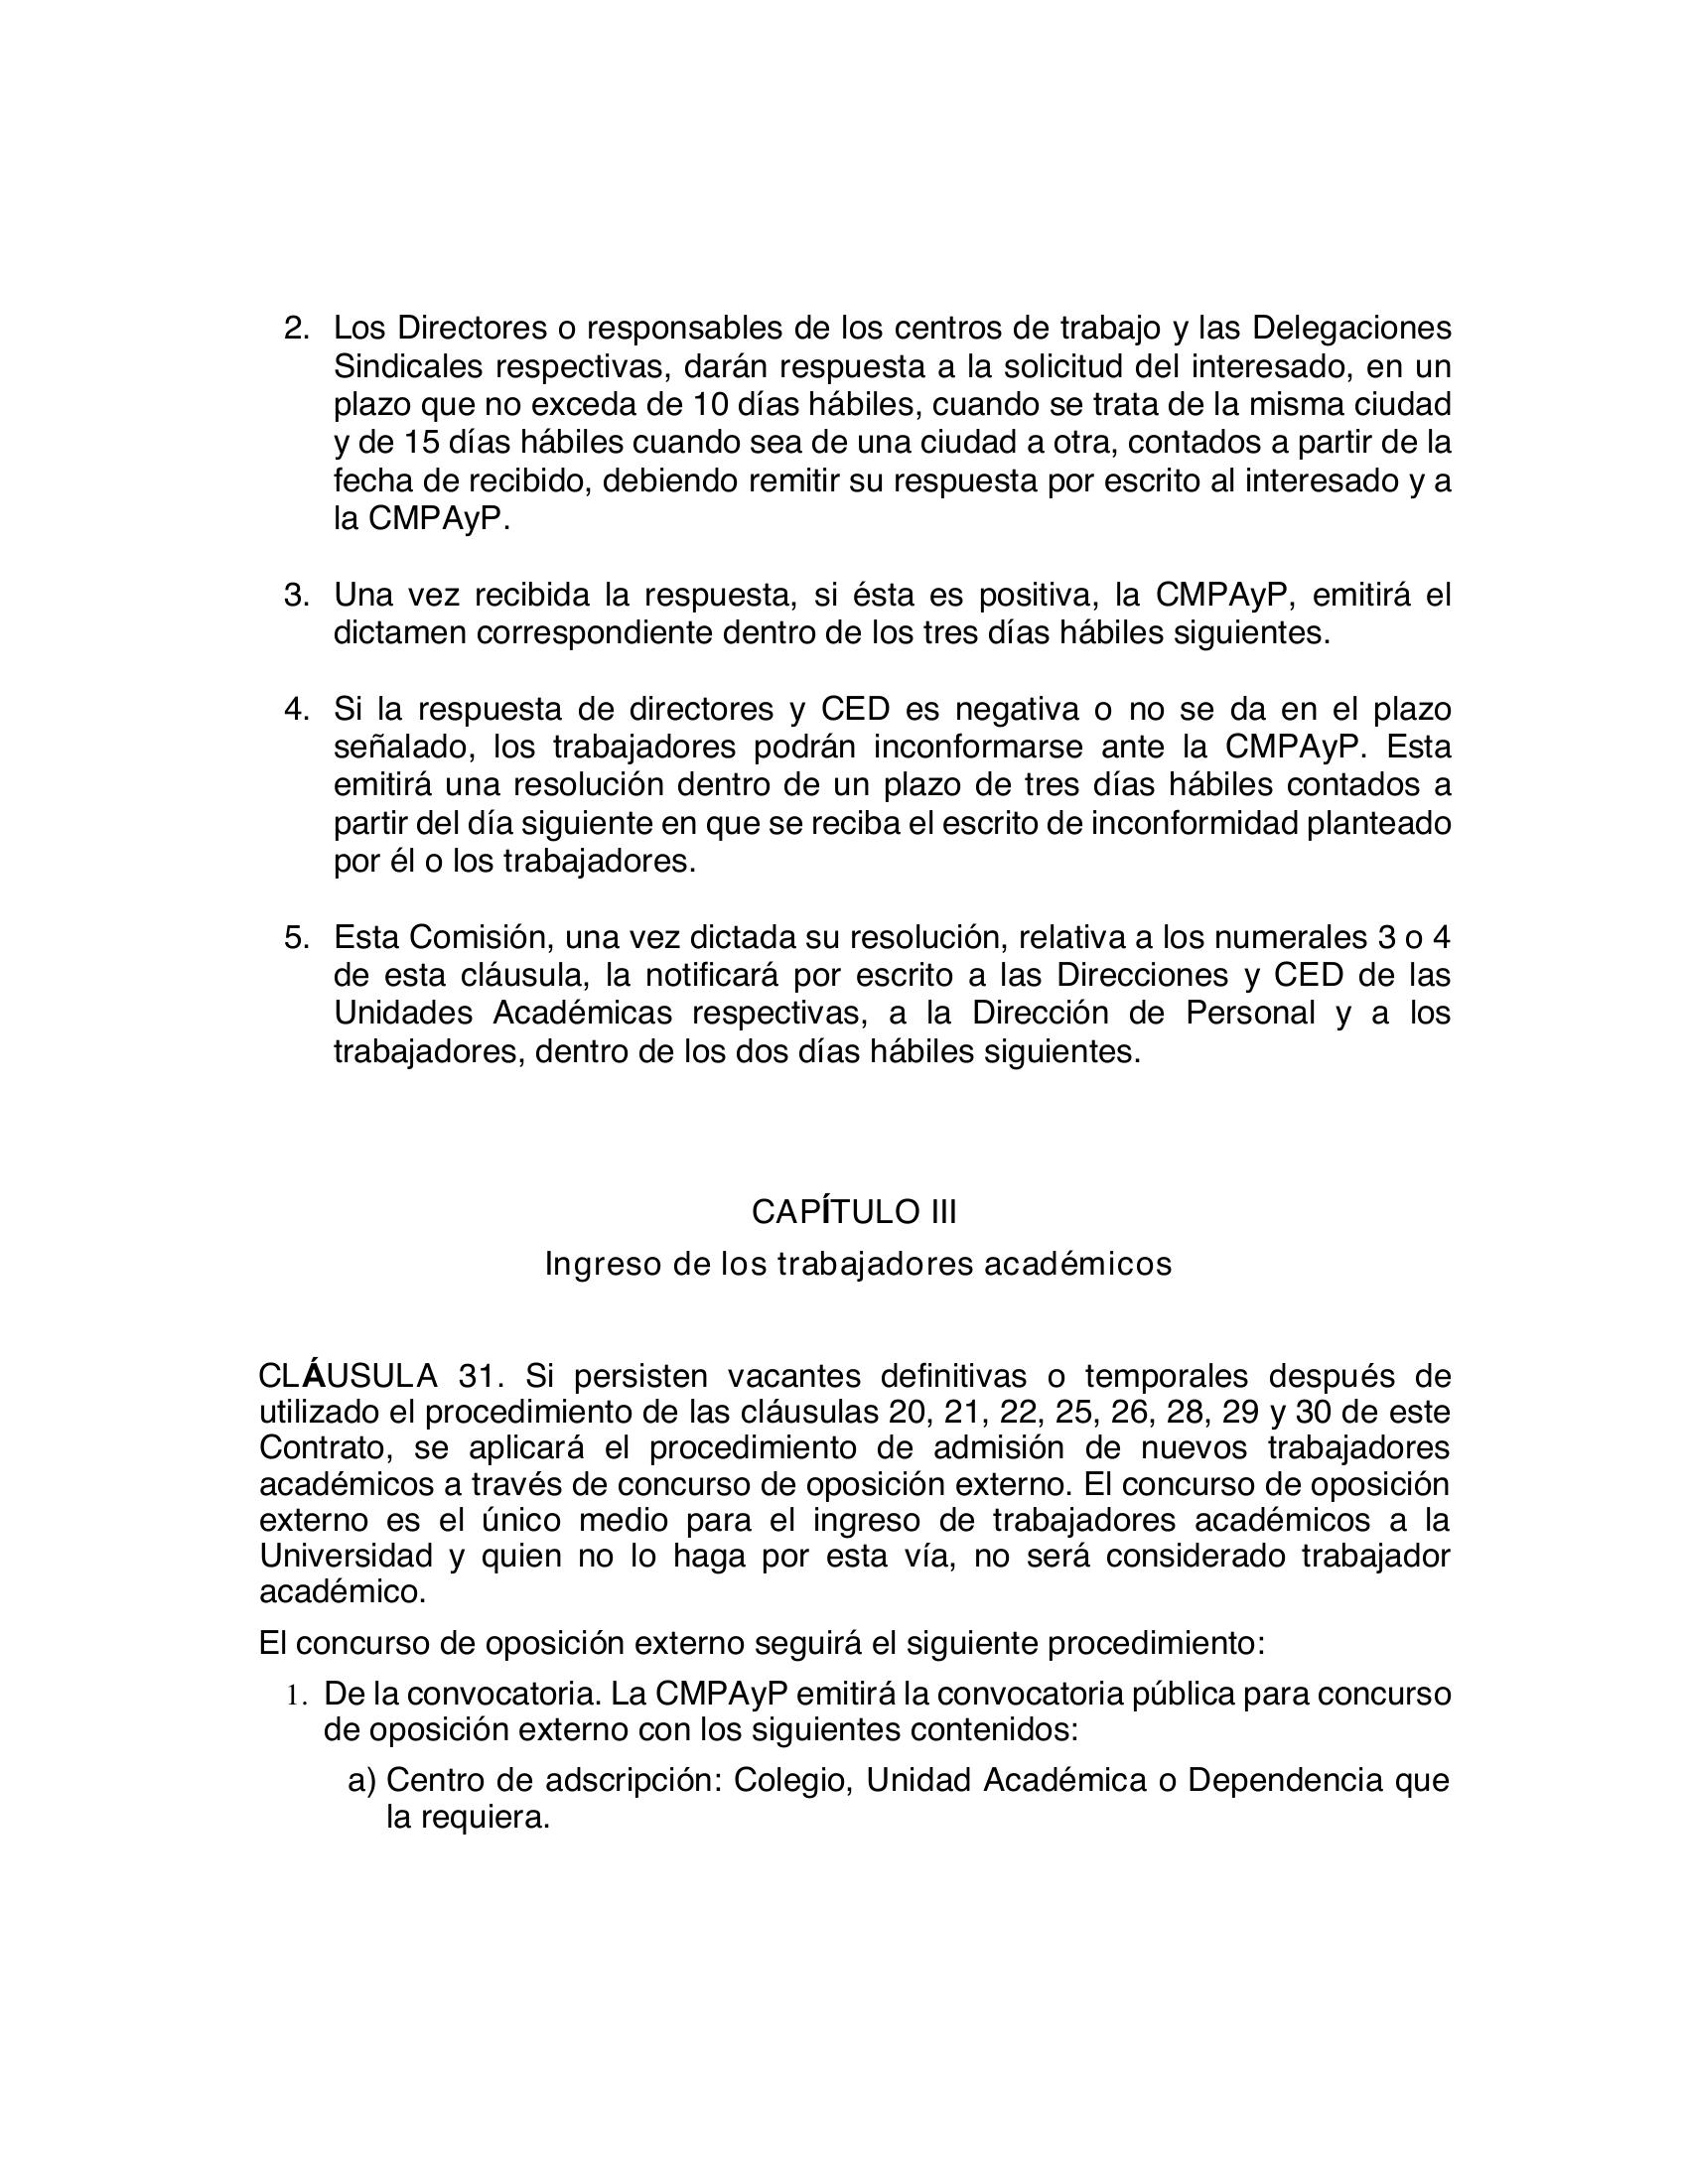 2. Los Directores o responsables de los centros de trabajo y las Delegaciones
Sindicales respectivas, darán respuesta a la solicitud del interesado, en un
plazo que no exceda de 10 días hábiles, cuando se trata de la misma ciudad
y de 15 días hábiles cuando sea de una ciudad a otra, contados a partir de la
fecha de recibido, debiendo remitir su respuesta por escrito al interesado y a
la CMPAyP.
3. Una vez recibida la respuesta, si ésta es positiva, la CMPAyP, emitirá el
dictamen correspondiente dentro de los tres días hábiles siguientes.
4. Si la respuesta de directores y CED es negativa o no se da en el plazo
señalado, los trabajadores podrán inconformarse ante la CMPAyP. Esta
emitirá una resolución dentro de un plazo de tres días hábiles contados a
partir del día siguiente en que se reciba el escrito de inconformidad planteado
por él o los trabajadores.
5. Esta Comisión, una vez dictada su resolución, relativa a los numerales 3 o 4
de esta cláusula, la notificará por escrito a las Direcciones y CED de las
Unidades Académicas respectivas, a la Dirección de Personal y a los
trabajadores, dentro de los dos días hábiles siguientes.
CAPÍTULO III
Ingreso de los trabajadores académicos
CLÁUSULA 31. Si persisten vacantes definitivas o temporales después de
utilizado el procedimiento de las cláusulas 20, 21, 22, 25, 26, 28, 29 y 30 de este
Contrato, se aplicará el procedimiento de admisión de nuevos trabajadores
académicos a través de concurso de oposición externo. El concurso de oposición
externo es el único medio para el ingreso de trabajadores académicos a la
Universidad y quien no lo haga por esta vía, no será considerado trabajador
académico.
El concurso de oposición externo seguirá el siguiente procedimiento:
1. De la convocatoria. La CMPAyP emitirá la convocatoria pública para concurso
de oposición externo con los siguientes contenidos:
a) Centro de adscripción: Colegio, Unidad Académica o Dependencia que
la requiera.